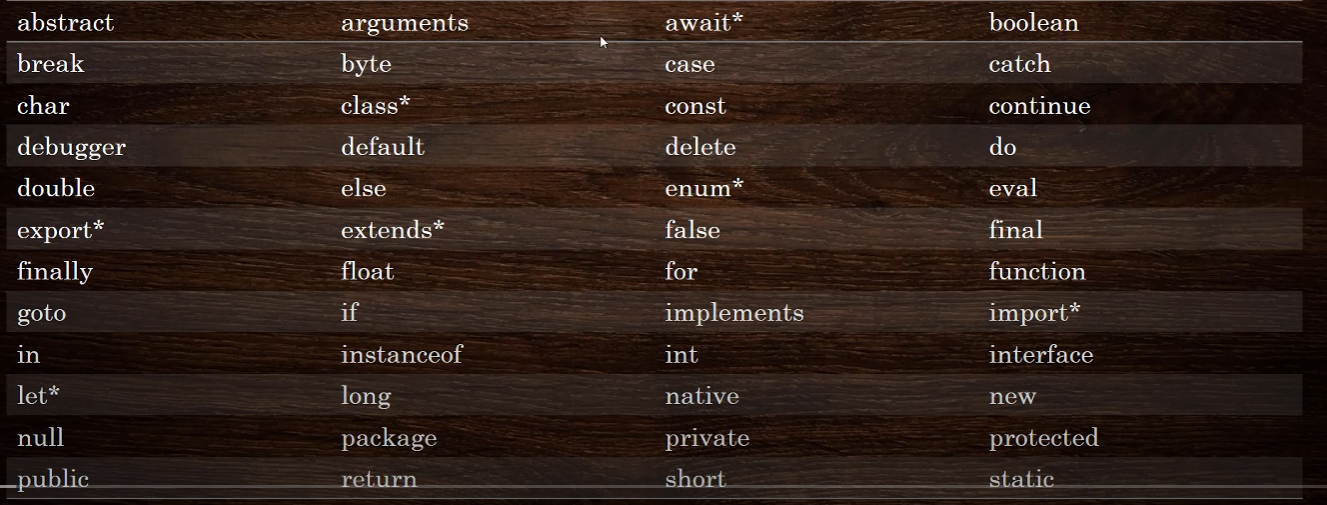 abstract arguments await* boolean
break byte case catch
char class* const continue
debugger default delete do
double else enum* eval
export* extends* false final
finally float for function
goto if implements import*
in instanceof int interface
let* long native new
null package private protected
public return short static